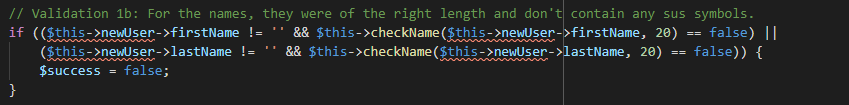 // Validation 1b: For the names, they were of the right length and don't contain any sus symbols.
if (($this->newUser->firstName != '' && $this->checkName($this->newUser->firstName, 20) == false) ||
($this->newUser->lastName != '' && $this->checkName($this->newUser->lastName, 20) == false)) {
$success = false;
}